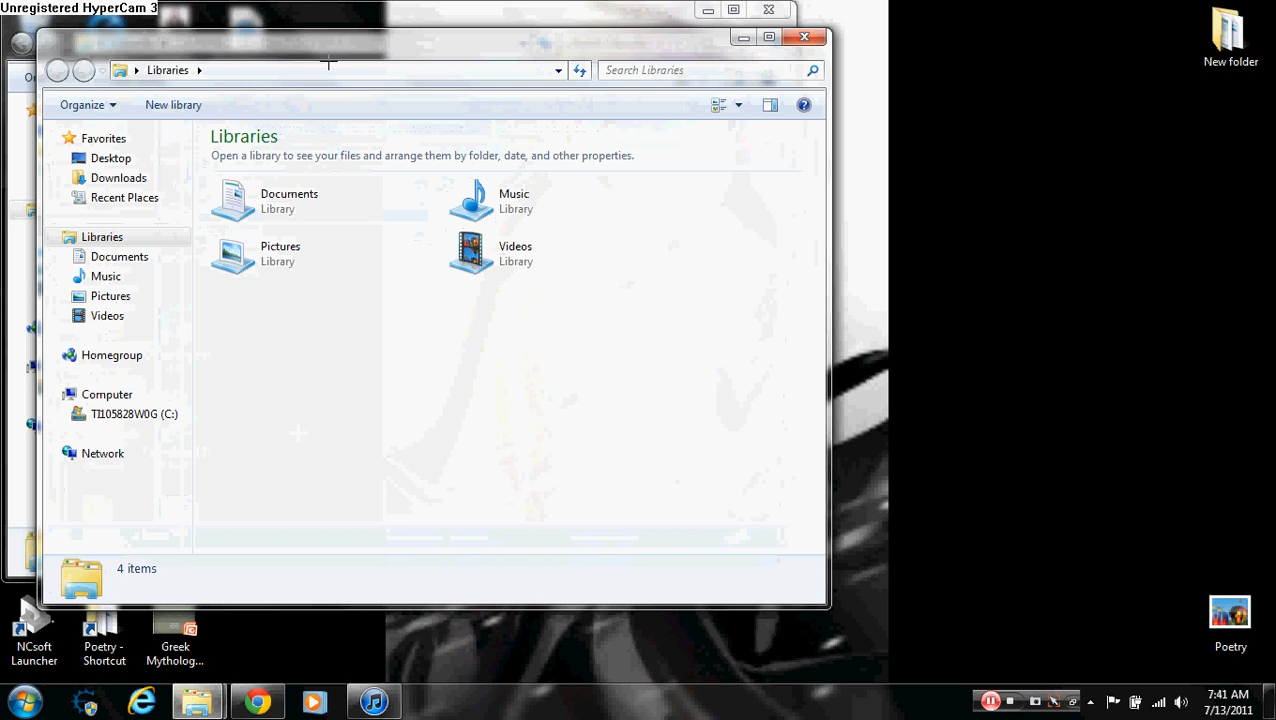 Unregistered HyperCam 3
New folder
Libraries
Search Libraries
Organize
New library
Favorites
Desktop
Downloads
Recent Places
Libraries
Documents
Music
Pictures
Videos
Homegroup
Computer
TI105828W0G (C:)
Network
Libraries
Open a library to see your files and arrange them by folder, date, and other properties.
Documents
Library
Music
Library
Pictures
Library
Videos
Library
4 items
NCsoft
Launcher
Poetry -
Shortcut
Greek
Mytholog...
Poetry
7:41 AM
7/13/2011